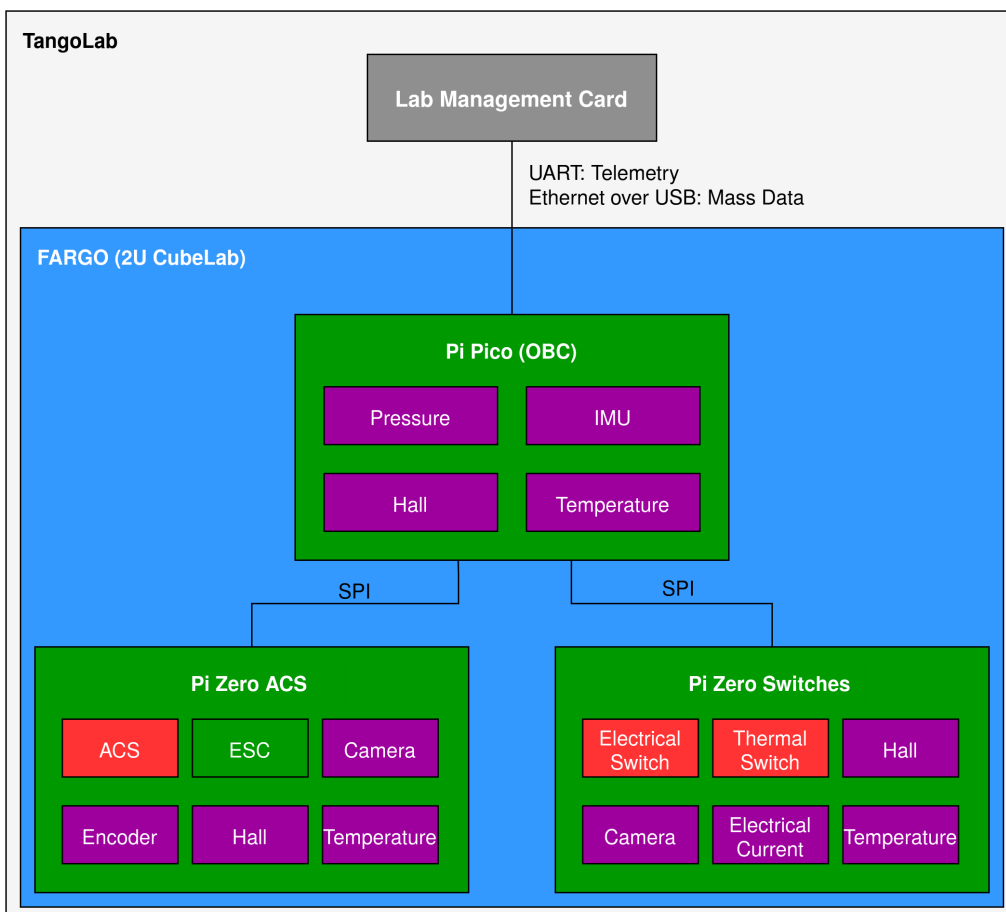 TangoLab
Lab Management Card
UART: Telemetry
Ethernet over USB: Mass Data
FARGO (2U CubeLab)
Pi Pico (OBC)
Pressure
IMU
Hall
Temperature
SPI
SPI
Pi Zero ACS
ACS
ESC
Camera
Encoder
Hall
Temperature
Pi Zero Switches
Electrical
Switch
Thermal
Switch
Hall
Camera
Electrical
Current
Temperature